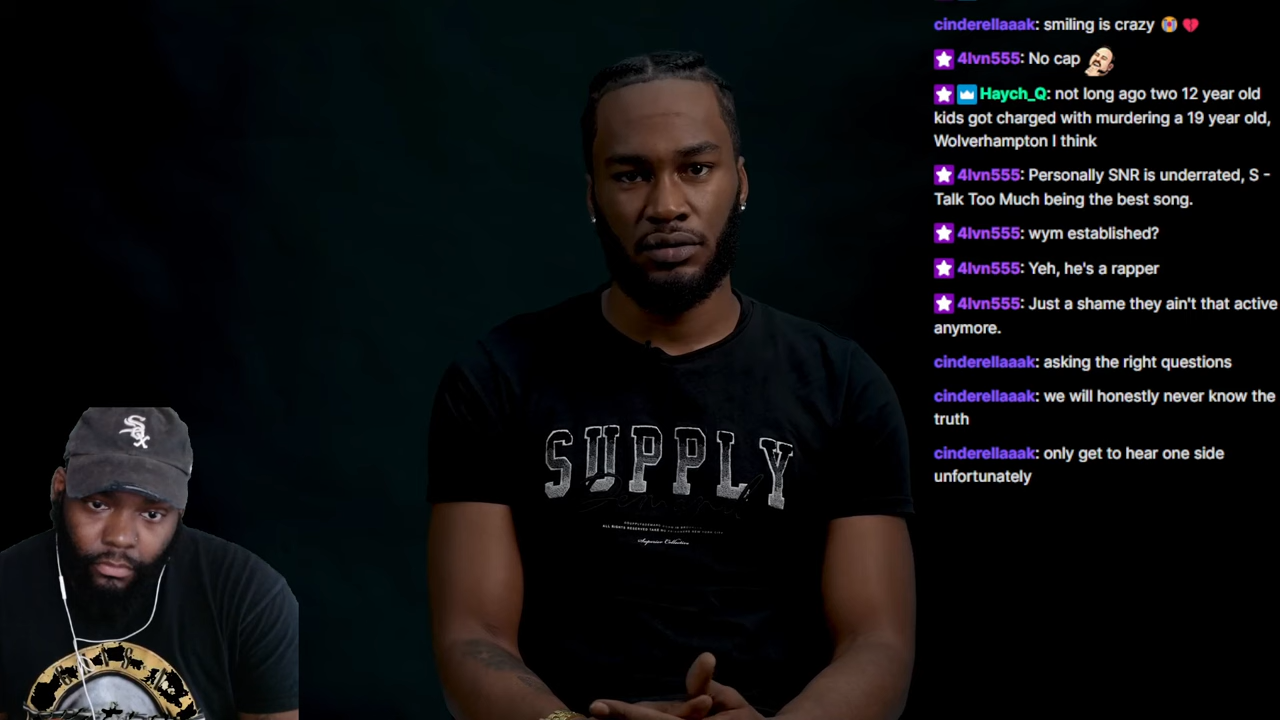 cinderellaaak: smiling is crazy
4lvn555: No cap
Haych_Q: not long ago two 12 year old
kids got charged with murdering a 19 year old,
Wolverhampton I think
4lvn555: Personally SNR is underrated, S -
Talk Too Much being the best song.
4lvn555: wym established?
4lvn555: Yeh, he's a rapper
4lvn555: Just a shame they ain't that active
anymore.
cinderellaaak: asking the right questions
cinderellaaak: we will honestly never know the
truth
cinderellaaak: only get to hear one side
unfortunately
SUPPLY
Sox